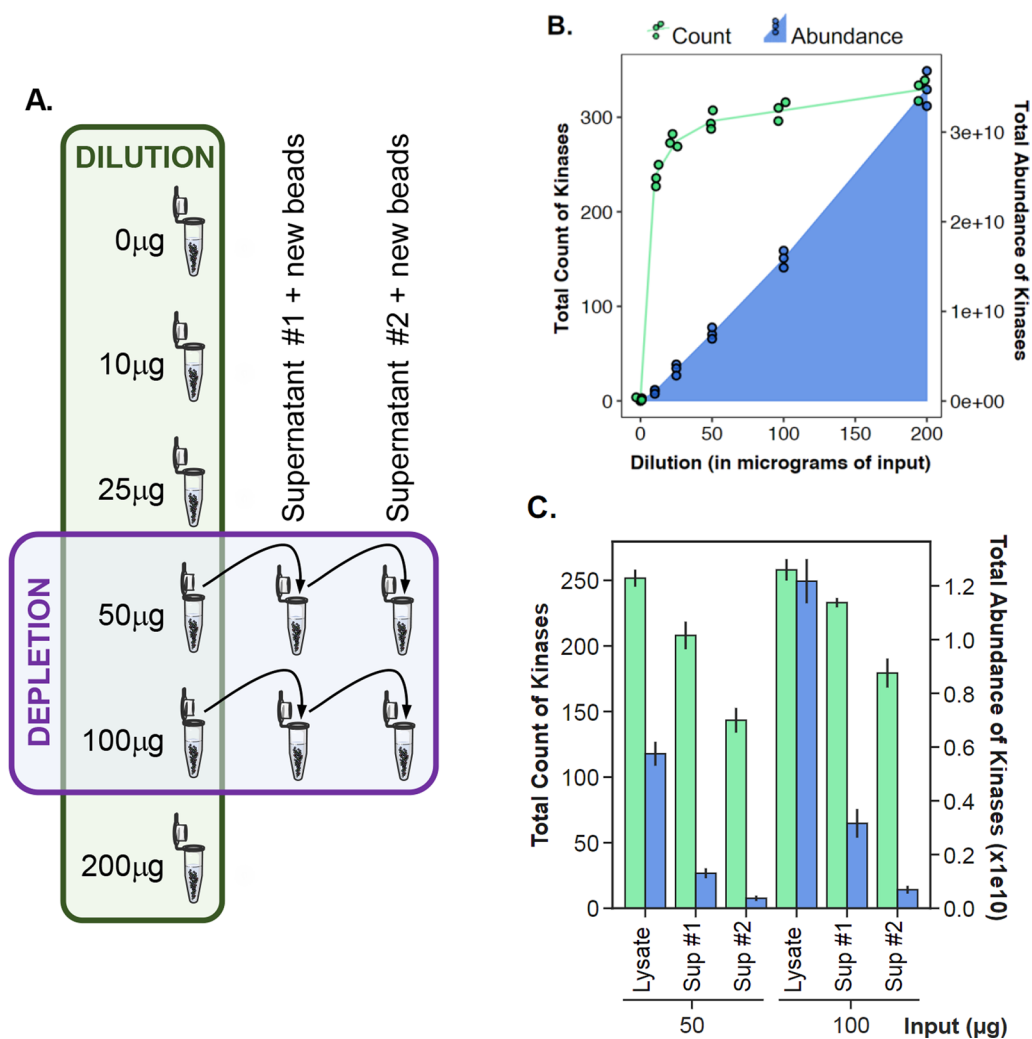 A.
DILUTION
0µg
10µg
25µg
50µg
100µg
200µg
DEPLETION
Supernatant #1 + new beads
Supernatant #2 + new beads
B.
Count
Abundance
Total Count of Kinases
300
200
100
0
Total Abundance of Kinases
3e+10
2e+10
1e+10
0e+00
0 50 100 150 200
Dilution (in micrograms of input)
C.
Total Count of Kinases
250
200
150
100
50
0
Total Abundance of Kinases (x1e10)
1.2
1.0
0.8
0.6
0.4
0.2
0.0
Lysate
Sup #1
Sup #2
Lysate
Sup #1
Sup #2
50 100 Input (µg)